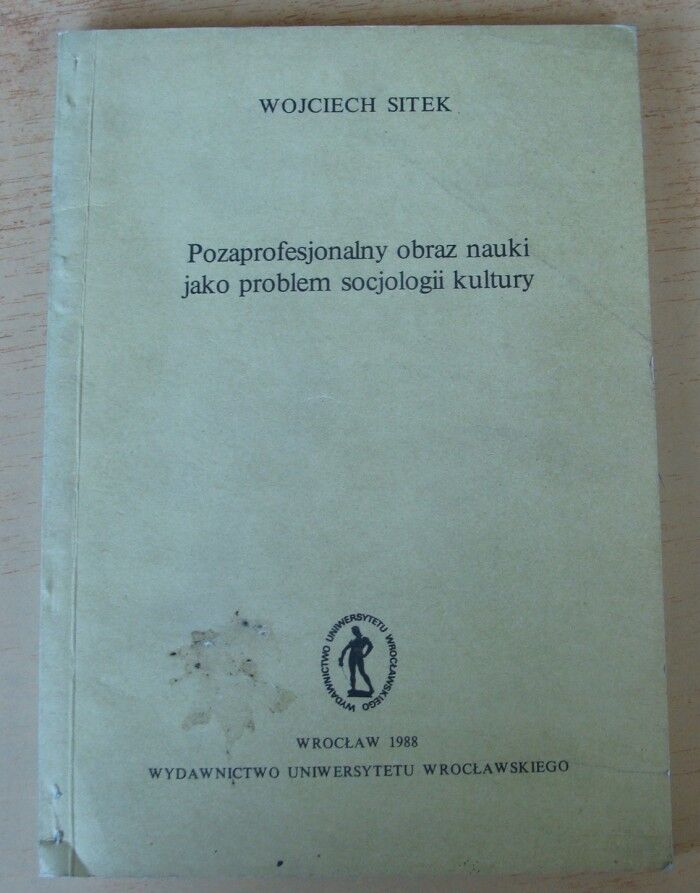 WOJCIECH SITEK
Pozaprofesjonalny obraz nauki
jako problem socjologii kultury
WYDAWNICTWO UNIWERSYTETU WROCŁAWSKIEGO
WROCŁAW 1988
WYDAWNICTWO UNIWERSYTETU WROCŁAWSKIEGO